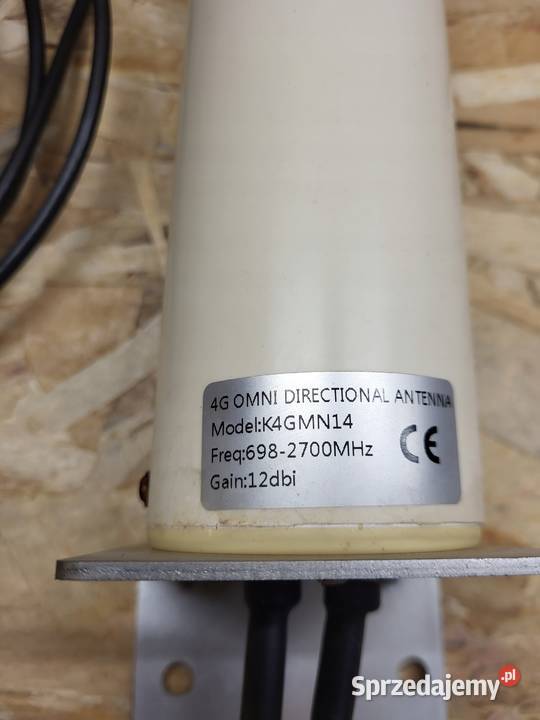 4G OMNI DIRECTIONAL ANTENNA
Model:K4GMN14
Freq:698-2700MHz
CE
Gain:12dbi
Sprzedajemy.pl